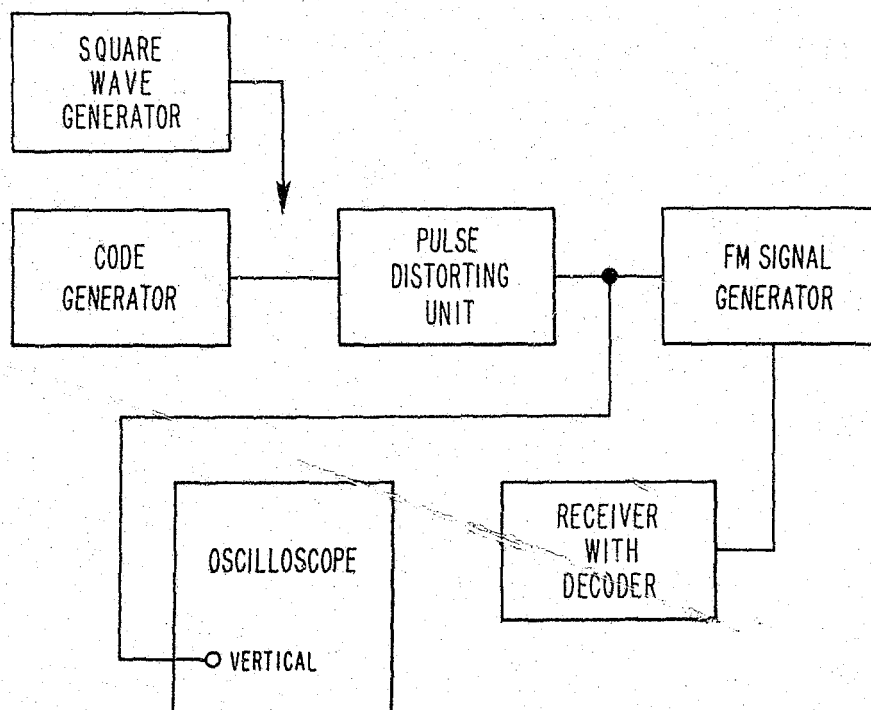 SQUARE
WAVE
GENERATOR
CODE
GENERATOR
PULSE
DISTORTING
UNIT
FM SIGNAL
GENERATOR
OSCILLOSCOPE
VERTICAL
RECEIVER
WITH
DECODER